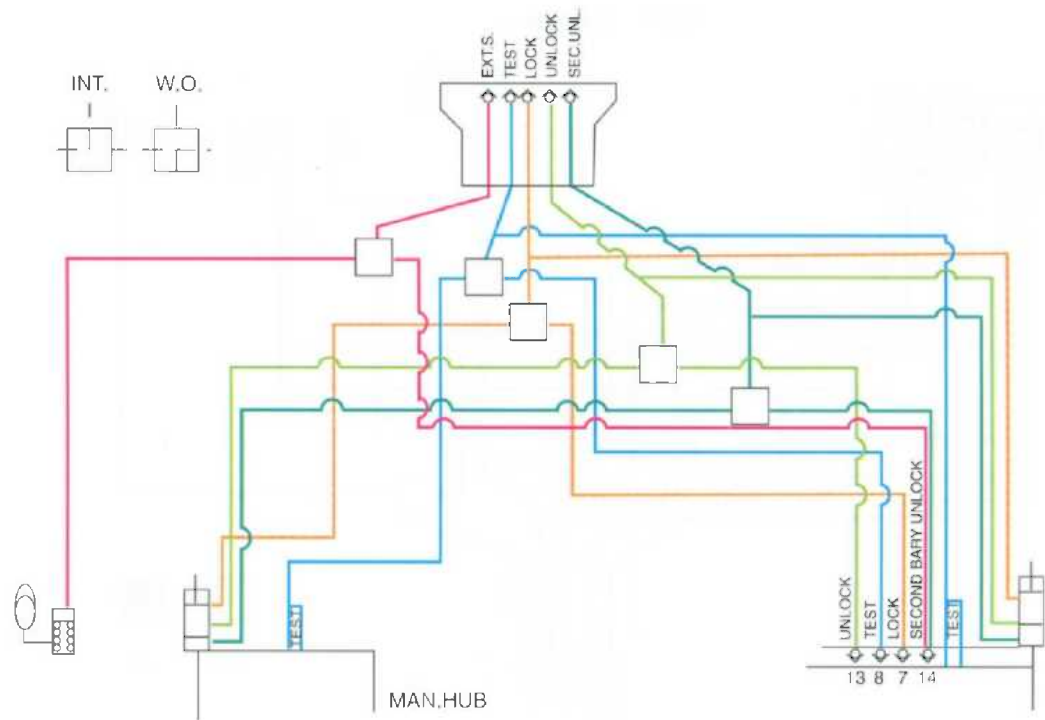 EXT.S.
TEST
LOCK
UNLOCK
SEC.UNL.
INT.
W.O.
UNLOCK
TEST
LOCK
SECOND BARY UNLOCK
TEST
TEST
13 8 7 14
MAN.HUB